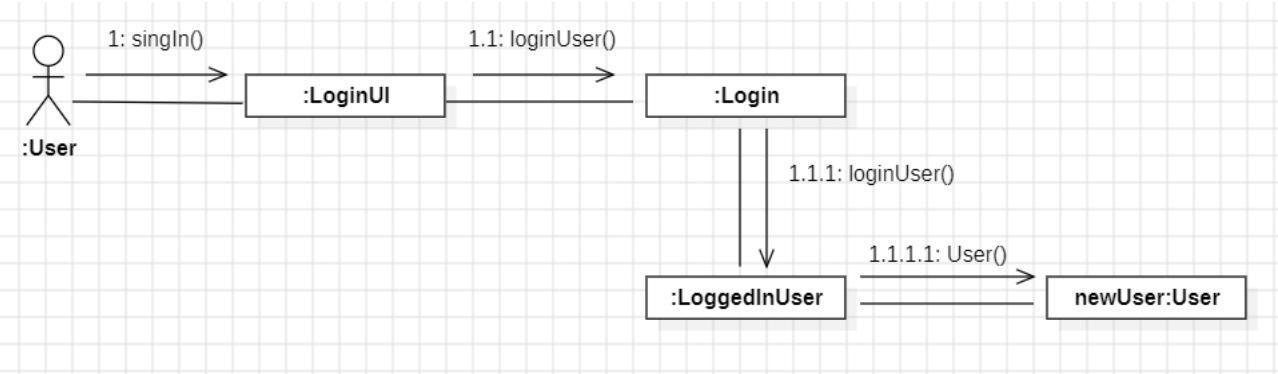 1: singIn()
1.1: loginUser()
:LoginUI
:Login
:User
1.1.1: loginUser()
1.1.1.1: User()
:LoggedInUser
newUser:User